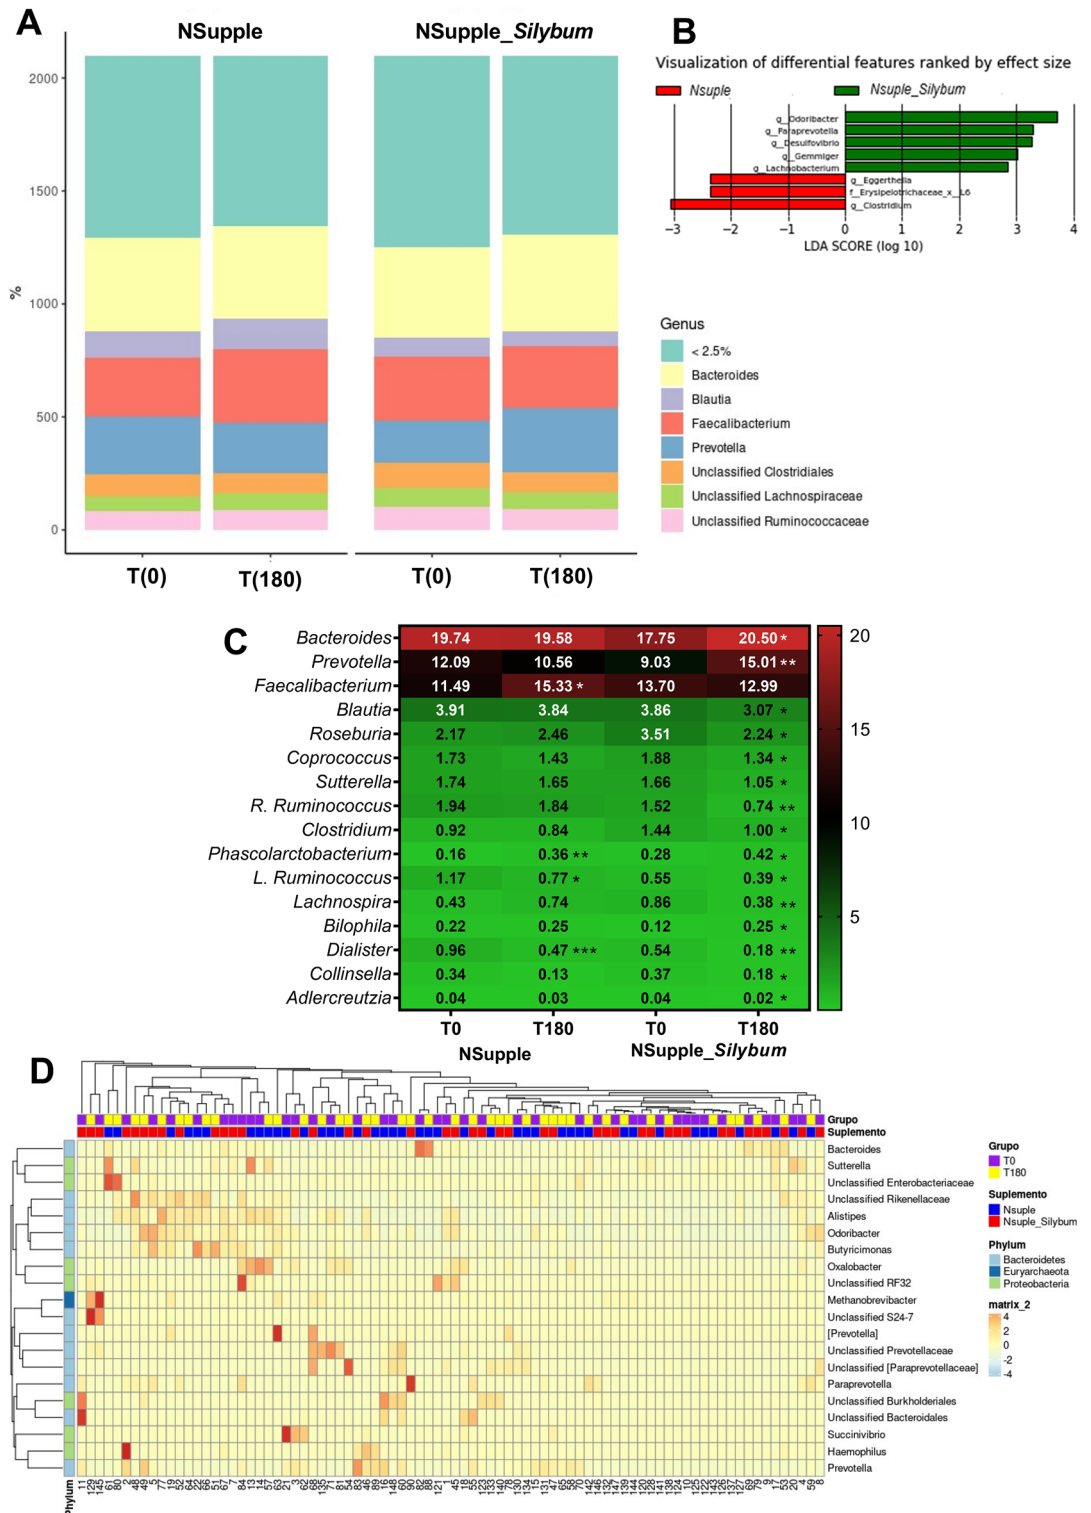 A
NSupple
NSupple_Silybum
2000
1500
1000
500
0
%
T(0)
T(180)
T(0)
T(180)
B
Visualization of differential features ranked by effect size
Nsuple
Nsuple_Silybum
g_Odoribacter
g_Paraprevotella
g_Desulfovibrio
g_Gemmiger
g_Lachnobacterium
g_Eggerthella
f_Erysipelotrichaceae_x_L6
g_Clostridium
−3 −2 −1 0 1 2 3 4
LDA SCORE (log 10)
Genus
< 2.5%
Bacteroides
Blautia
Faecalibacterium
Prevotella
Unclassified Clostridiales
Unclassified Lachnospiraceae
Unclassified Ruminococcaceae
C
Bacteroides 19.74 19.58 17.75 20.50 *
Prevotella 12.09 10.56 9.03 15.01 **
Faecalibacterium 11.49 15.33 * 13.70 12.99
Blautia 3.91 3.84 3.86 3.07 *
Roseburia 2.17 2.46 3.51 2.24 *
Coprococcus 1.73 1.43 1.88 1.34 *
Sutterella 1.74 1.65 1.66 1.05 *
R. Ruminococcus 1.94 1.84 1.52 0.74 **
Clostridium 0.92 0.84 1.44 1.00 *
Phascolarctobacterium 0.16 0.36 ** 0.28 0.42 *
L. Ruminococcus 1.17 0.77 * 0.55 0.39 *
Lachnospira 0.43 0.74 0.86 0.38 **
Bilophila 0.22 0.25 0.12 0.25 *
Dialister 0.96 0.47 *** 0.54 0.18 **
Collinsella 0.34 0.13 0.37 0.18 *
Adlercreutzia 0.04 0.03 0.04 0.02 *
T0 T180 T0 T180
NSupple NSupple_Silybum
20
15
10
5
D
Grupo
Suplemento
Bacteroides
Sutterella
Unclassified Enterobacteriaceae
Unclassified Rikenellaceae
Alistipes
Odoribacter
Butyricimonas
Oxalobacter
Unclassified RF32
Methanobrevibacter
Unclassified S24-7
[Prevotella]
Unclassified Prevotellaceae
Unclassified [Paraprevotellaceae]
Paraprevotella
Unclassified Burkholderiales
Unclassified Bacteroidales
Succinivibrio
Haemophilus
Prevotella
Phylum
Grupo
T0
T180
Suplemento
Nsuple
Nsuple_Silybum
Phylum
Bacteroidetes
Euryarchaeota
Proteobacteria
matrix_2
4
2
0
-2
-4